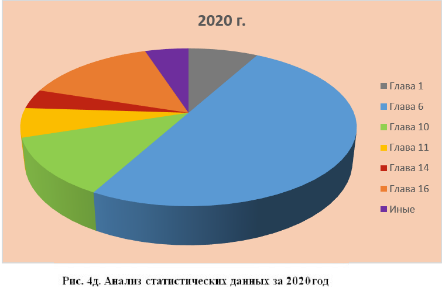 2020 г.
Глава 1
Глава 6
Глава 10
Глава 11
Глава 14
Глава 16
Иные
Рис. 4д. Анализ статистических данных за 2020 год